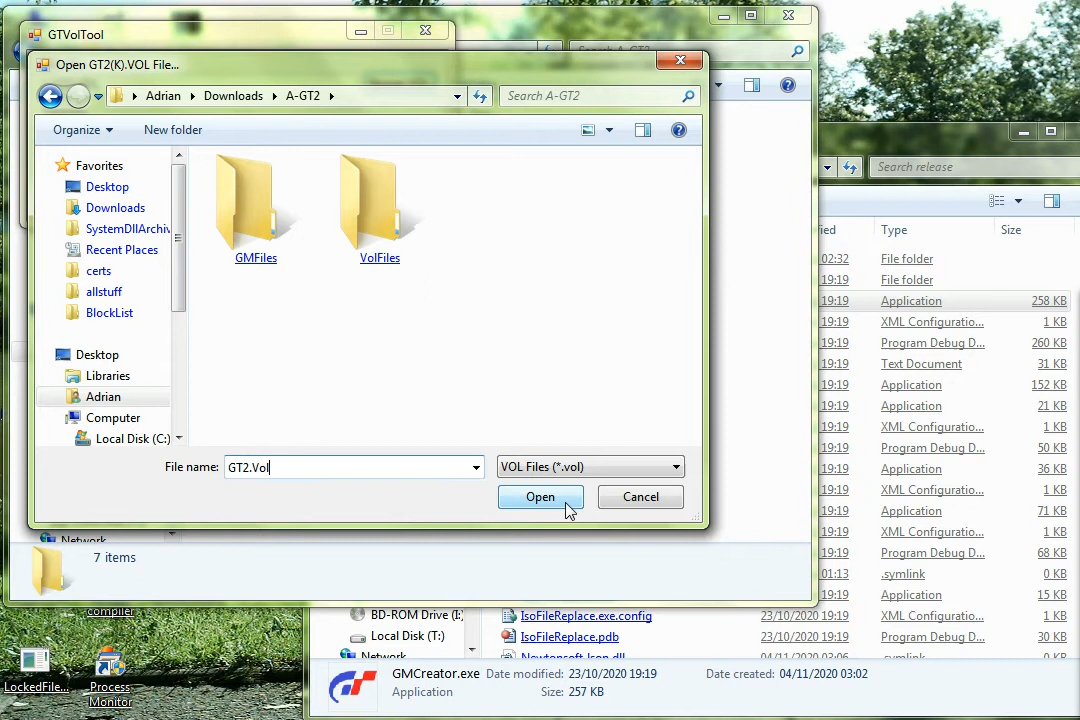 GTVolTool
Search A-GT2
Open GT2(K).VOL File...
Adrian Downloads A-GT2
Search A-GT2
Organize New folder
Favorites
Desktop
Downloads
SystemDllArchiv
Recent Places
certs
allstuff
BlockList
Desktop
Libraries
Adrian
Computer
Local Disk (C:)
GMFiles VolFiles
File name: GT2.Vol VOL Files (*.vol)
Open Cancel
Network
7 items
Search release
ied Type Size
02:32 File folder
19:19 File folder
19:19 Application 258 KB
19:19 XML Configuratio... 1 KB
19:19 Program Debug D... 260 KB
19:19 Text Document 31 KB
19:19 Application 152 KB
19:19 Application 21 KB
19:19 XML Configuratio... 1 KB
19:19 Program Debug D... 50 KB
19:19 Application 36 KB
19:19 XML Configuratio... 1 KB
19:19 Application 71 KB
19:19 Program Debug D... 68 KB
01:13 .symlink 0 KB
19:19 Application 15 KB
BD-ROM Drive (I: IsoFileReplace.exe.config 23/10/2020 19:19 XML Configuratio... 1 KB
Local Disk (T:) IsoFileReplace.pdb 23/10/2020 19:19 Program Debug D... 30 KB
Network Newtonsoft.Json.dll 04/11/2020 03:06 .symlink 0 KB
GMCreator.exe Date modified: 23/10/2020 19:19 Date created: 04/11/2020 03:02
Application Size: 257 KB
compiler
LockedFile...
Process
Monitor